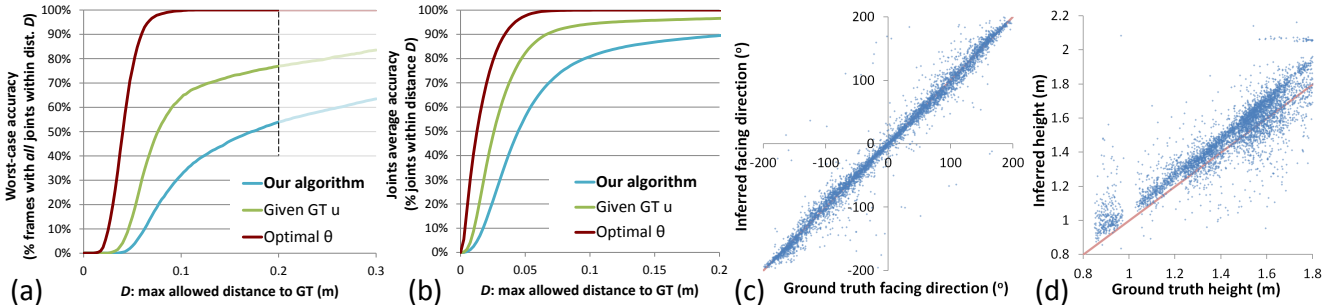 (a)
Worst-case accuracy
(% frames with all joints within dist. D)
100%
90%
80%
70%
60%
50%
40%
30%
20%
10%
0%
0
0.1
0.2
0.3
Our algorithm
Given GT u
Optimal θ
D: max allowed distance to GT (m)
(b)
Joints average accuracy
(% joints within distance D)
100%
90%
80%
70%
60%
50%
40%
30%
20%
10%
0%
0
0.05
0.1
0.15
0.2
Our algorithm
Given GT u
Optimal θ
D: max allowed distance to GT (m)
(c)
Inferred facing direction (°)
200
100
0
-100
-200
-200
-100
0
100
200
Ground truth facing direction (°)
(d)
Inferred height (m)
2.2
2
1.8
1.6
1.4
1.2
1
0.8
0.8
1
1.2
1.4
1.6
1.8
Ground truth height (m)